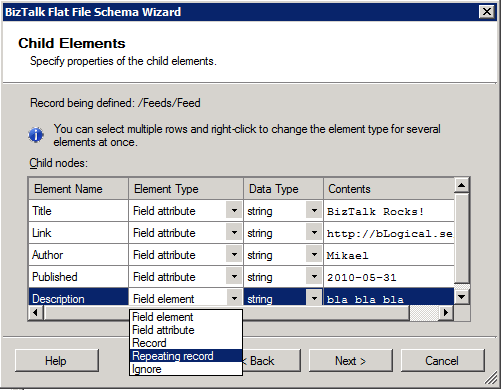 BizTalk Flat File Schema Wizard
Child Elements
Specify properties of the child elements.
Record being defined: /Feeds/Feed
You can select multiple rows and right-click to change the element type for several
elements at once.
Child nodes:
Element Name Element Type Data Type Contents
Title Field attribute string BizTalk Rocks!
Link Field attribute string http://bLogical.se
Author Field attribute string Mikael
Published Field attribute string 2010-05-31
Description Field element string bla bla bla
Field element
Field attribute
Record
Repeating record
Ignore
Help Back Next > Cancel